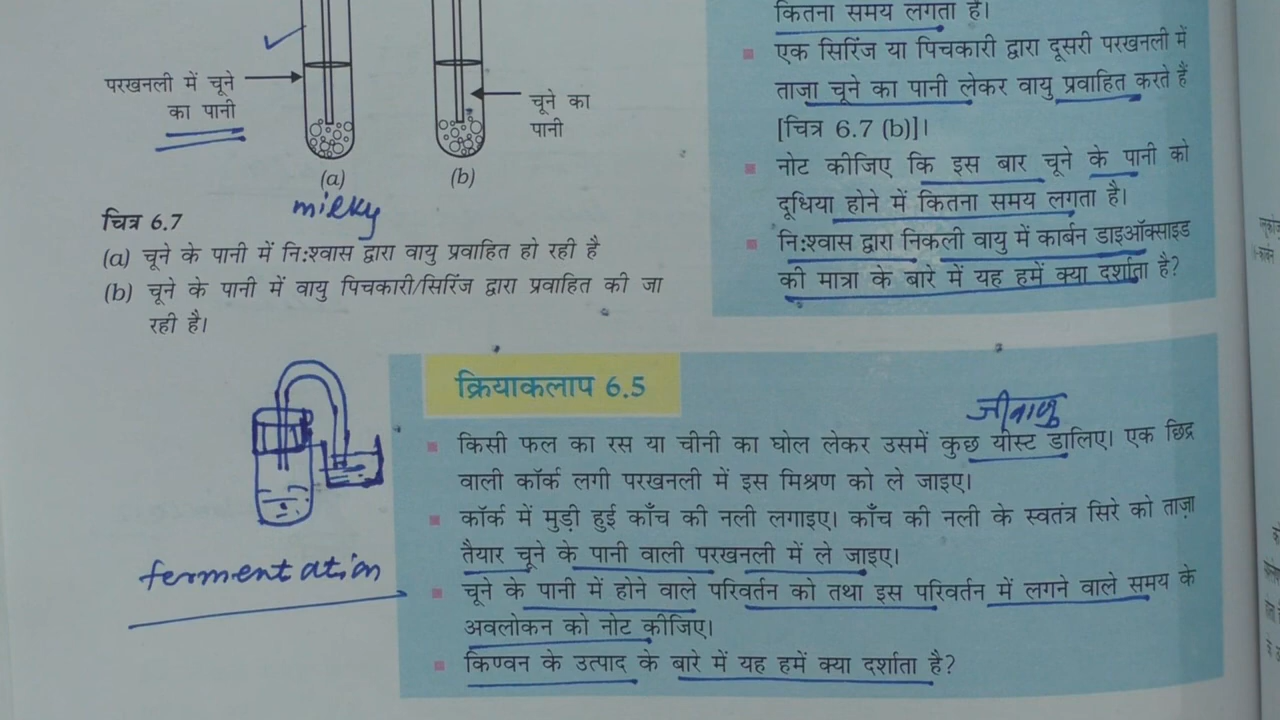 परखनली में चूने
का पानी
चूने का
पानी
(a)
(b)
milky
चित्र 6.7
(a) चूने के पानी में नि:श्वास द्वारा वायु प्रवाहित हो रही है
(b) चूने के पानी में वायु पिचकारी/सिरिंज द्वारा प्रवाहित की जा
रही है।
कितना समय लगता है।
एक सिरिंज या पिचकारी द्वारा दूसरी परखनली में
ताजा चूने का पानी लेकर वायु प्रवाहित करते हैं
[चित्र 6.7 (b)]।
नोट कीजिए कि इस बार चूने के पानी को
दूधिया होने में कितना समय लगता है।
नि:श्वास द्वारा निकली वायु में कार्बन डाइऑक्साइड
की मात्रा के बारे में यह हमें क्या दर्शाता है?
fermentation
क्रियाकलाप 6.5
जीवाणु
किसी फल का रस या चीनी का घोल लेकर उसमें कुछ यीस्ट डालिए। एक छिद्र
वाली कॉर्क लगी परखनली में इस मिश्रण को ले जाइए।
कॉर्क में मुड़ी हुई काँच की नली लगाइए। काँच की नली के स्वतंत्र सिरे को ताज़ा
तैयार चूने के पानी वाली परखनली में ले जाइए।
चूने के पानी में होने वाले परिवर्तन को तथा इस परिवर्तन में लगने वाले समय के
अवलोकन को नोट कीजिए।
किण्वन के उत्पाद के बारे में यह हमें क्या दर्शाता है?